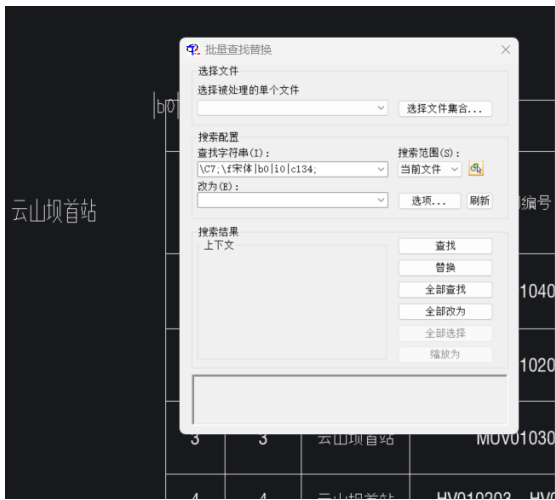 批量查找替换
选择文件
选择被处理的单个文件
选择文件集合...
搜索配置
查找字符串(I):
搜索范围(S):
\C7;\f宋体|b0|i0|c134;
当前文件
改为(E):
选项...
刷新
搜索结果
上下文
查找
替换
全部查找
全部改为
全部选择
缩放为
|b0
云山坝首站
编号
1040
1020
3
3
云山坝首站
MOV01030
4
4
云山坝首站
HV010203
HV0